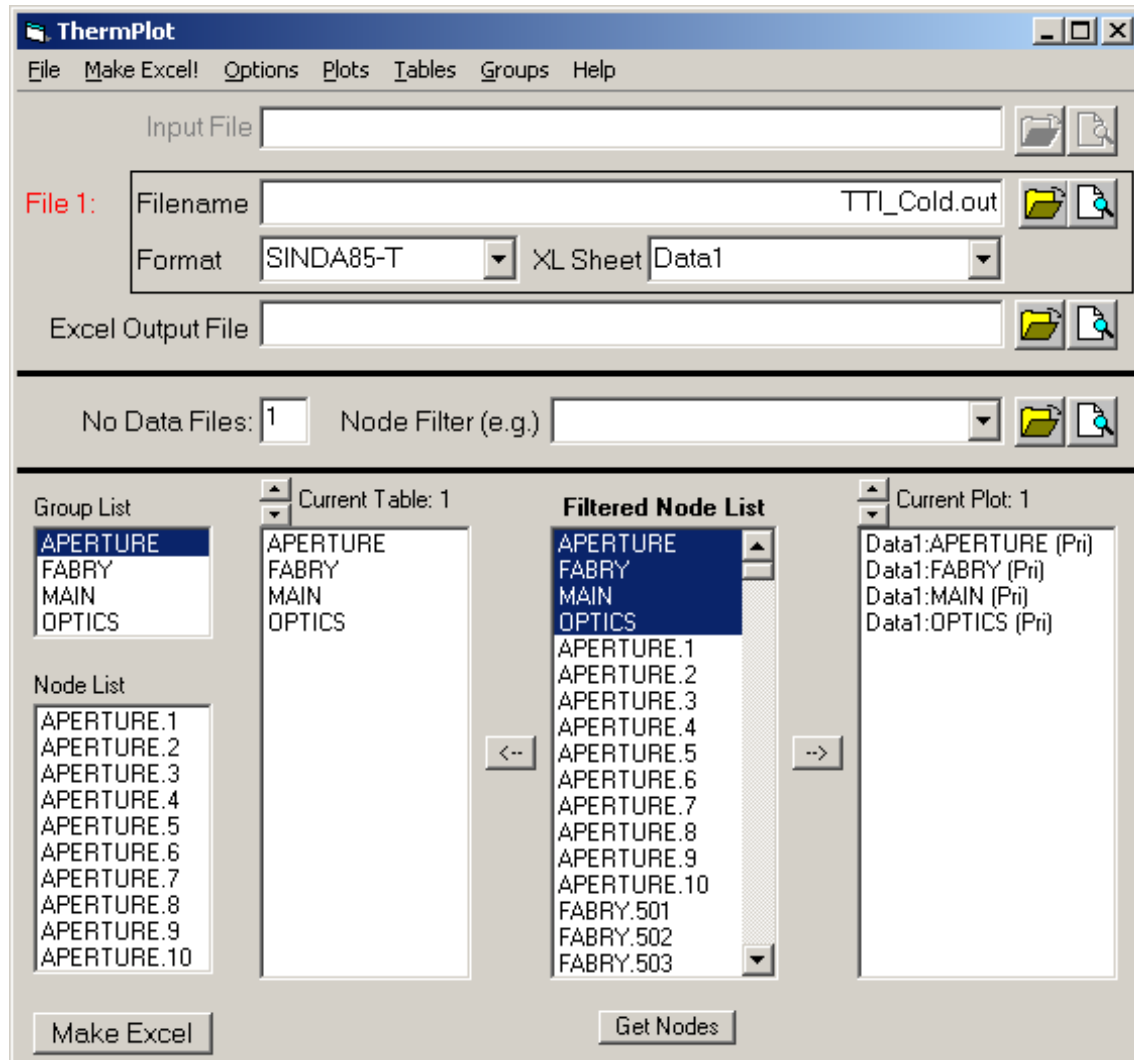 ThermPlot
File Make Excel! Options Plots Tables Groups Help
Input File
File 1: Filename TTI_Cold.out
Format SINDA85-T XL Sheet Data1
Excel Output File
No Data Files: 1 Node Filter (e.g.)
Group List
APERTURE
FABRY
MAIN
OPTICS
Node List
APERTURE.1
APERTURE.2
APERTURE.3
APERTURE.4
APERTURE.5
APERTURE.6
APERTURE.7
APERTURE.8
APERTURE.9
APERTURE.10
Make Excel
Current Table: 1
APERTURE
FABRY
MAIN
OPTICS
<--
Filtered Node List
APERTURE
FABRY
MAIN
OPTICS
APERTURE.1
APERTURE.2
APERTURE.3
APERTURE.4
APERTURE.5
APERTURE.6
APERTURE.7
APERTURE.8
APERTURE.9
APERTURE.10
FABRY.501
FABRY.502
FABRY.503
Get Nodes
-->
Current Plot: 1
Data1:APERTURE (Pri)
Data1:FABRY (Pri)
Data1:MAIN (Pri)
Data1:OPTICS (Pri)